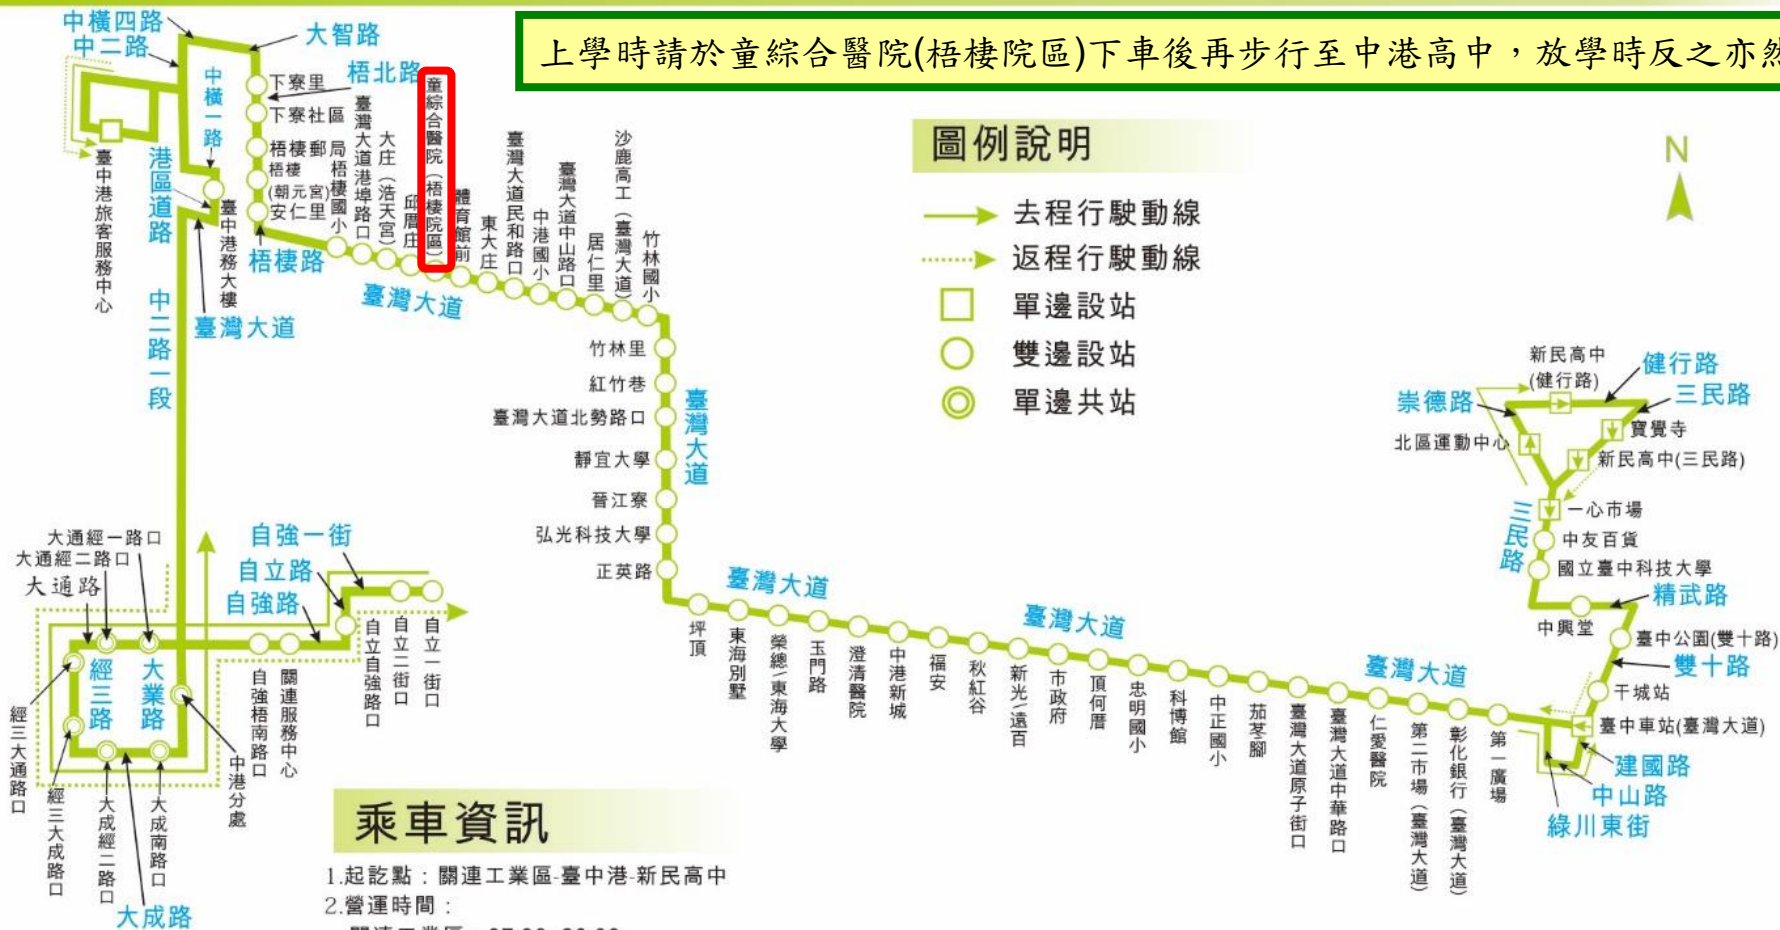 上學時請於童綜合醫院(梧棲院區)下車後再步行至中港高中，放學時反之亦然
中橫四路
中二路
大智路
梧北路
中橫一路
港區道路
中二路一段
臺灣大道
梧棲路
臺灣大道
臺中港旅客服務中心
臺中港務大樓
下寮里
下寮社區
梧棲郵局
梧棲
(朝元宮)
安仁里
梧棲國小
臺灣大道港埠路口
大庄（浩天宮）
邱厝庄
童綜合醫院（梧棲院區）
體育館前
東大庄
臺灣大道民和路口
中港國小
臺灣大道中山路口
居仁里
沙鹿高工（臺灣大道）
竹林國小
竹林里
紅竹巷
臺灣大道北勢路口
靜宜大學
晉江寮
弘光科技大學
正英路
臺灣大道
圖例說明
去程行駛動線
返程行駛動線
單邊設站
雙邊設站
單邊共站
N
臺灣大道
臺灣大道
臺灣大道
坪頂
東海別墅
榮總/東海大學
玉門路
澄清醫院
中港新城
福安
秋紅谷
新光/遠百
市政府
頂何厝
忠明國小
科博館
中正國小
茄苳腳
臺灣大道原子街口
臺灣大道中華路口
仁愛醫院
第二市場（臺灣大道）
彰化銀行（臺灣大道）
第一廣場
新民高中
(健行路)
健行路
三民路
崇德路
北區運動中心
寶覺寺
新民高中(三民路)
一心市場
三民路
中友百貨
國立臺中科技大學
精武路
中興堂
臺中公園(雙十路)
雙十路
干城站
臺中車站(臺灣大道)
建國路
中山路
綠川東街
大通經一路口
大通經二路口
大通路
自強一街
自立路
自強路
經三路
大業路
經三大通路口
經三大成路口
大成經二路口
大成南路口
大成路
中港分處
自強梧南路口
關連服務中心
自立自強路口
自立二街口
自立一街口
乘車資訊
1.起訖點：關連工業區-臺中港-新民高中
2.營運時間：